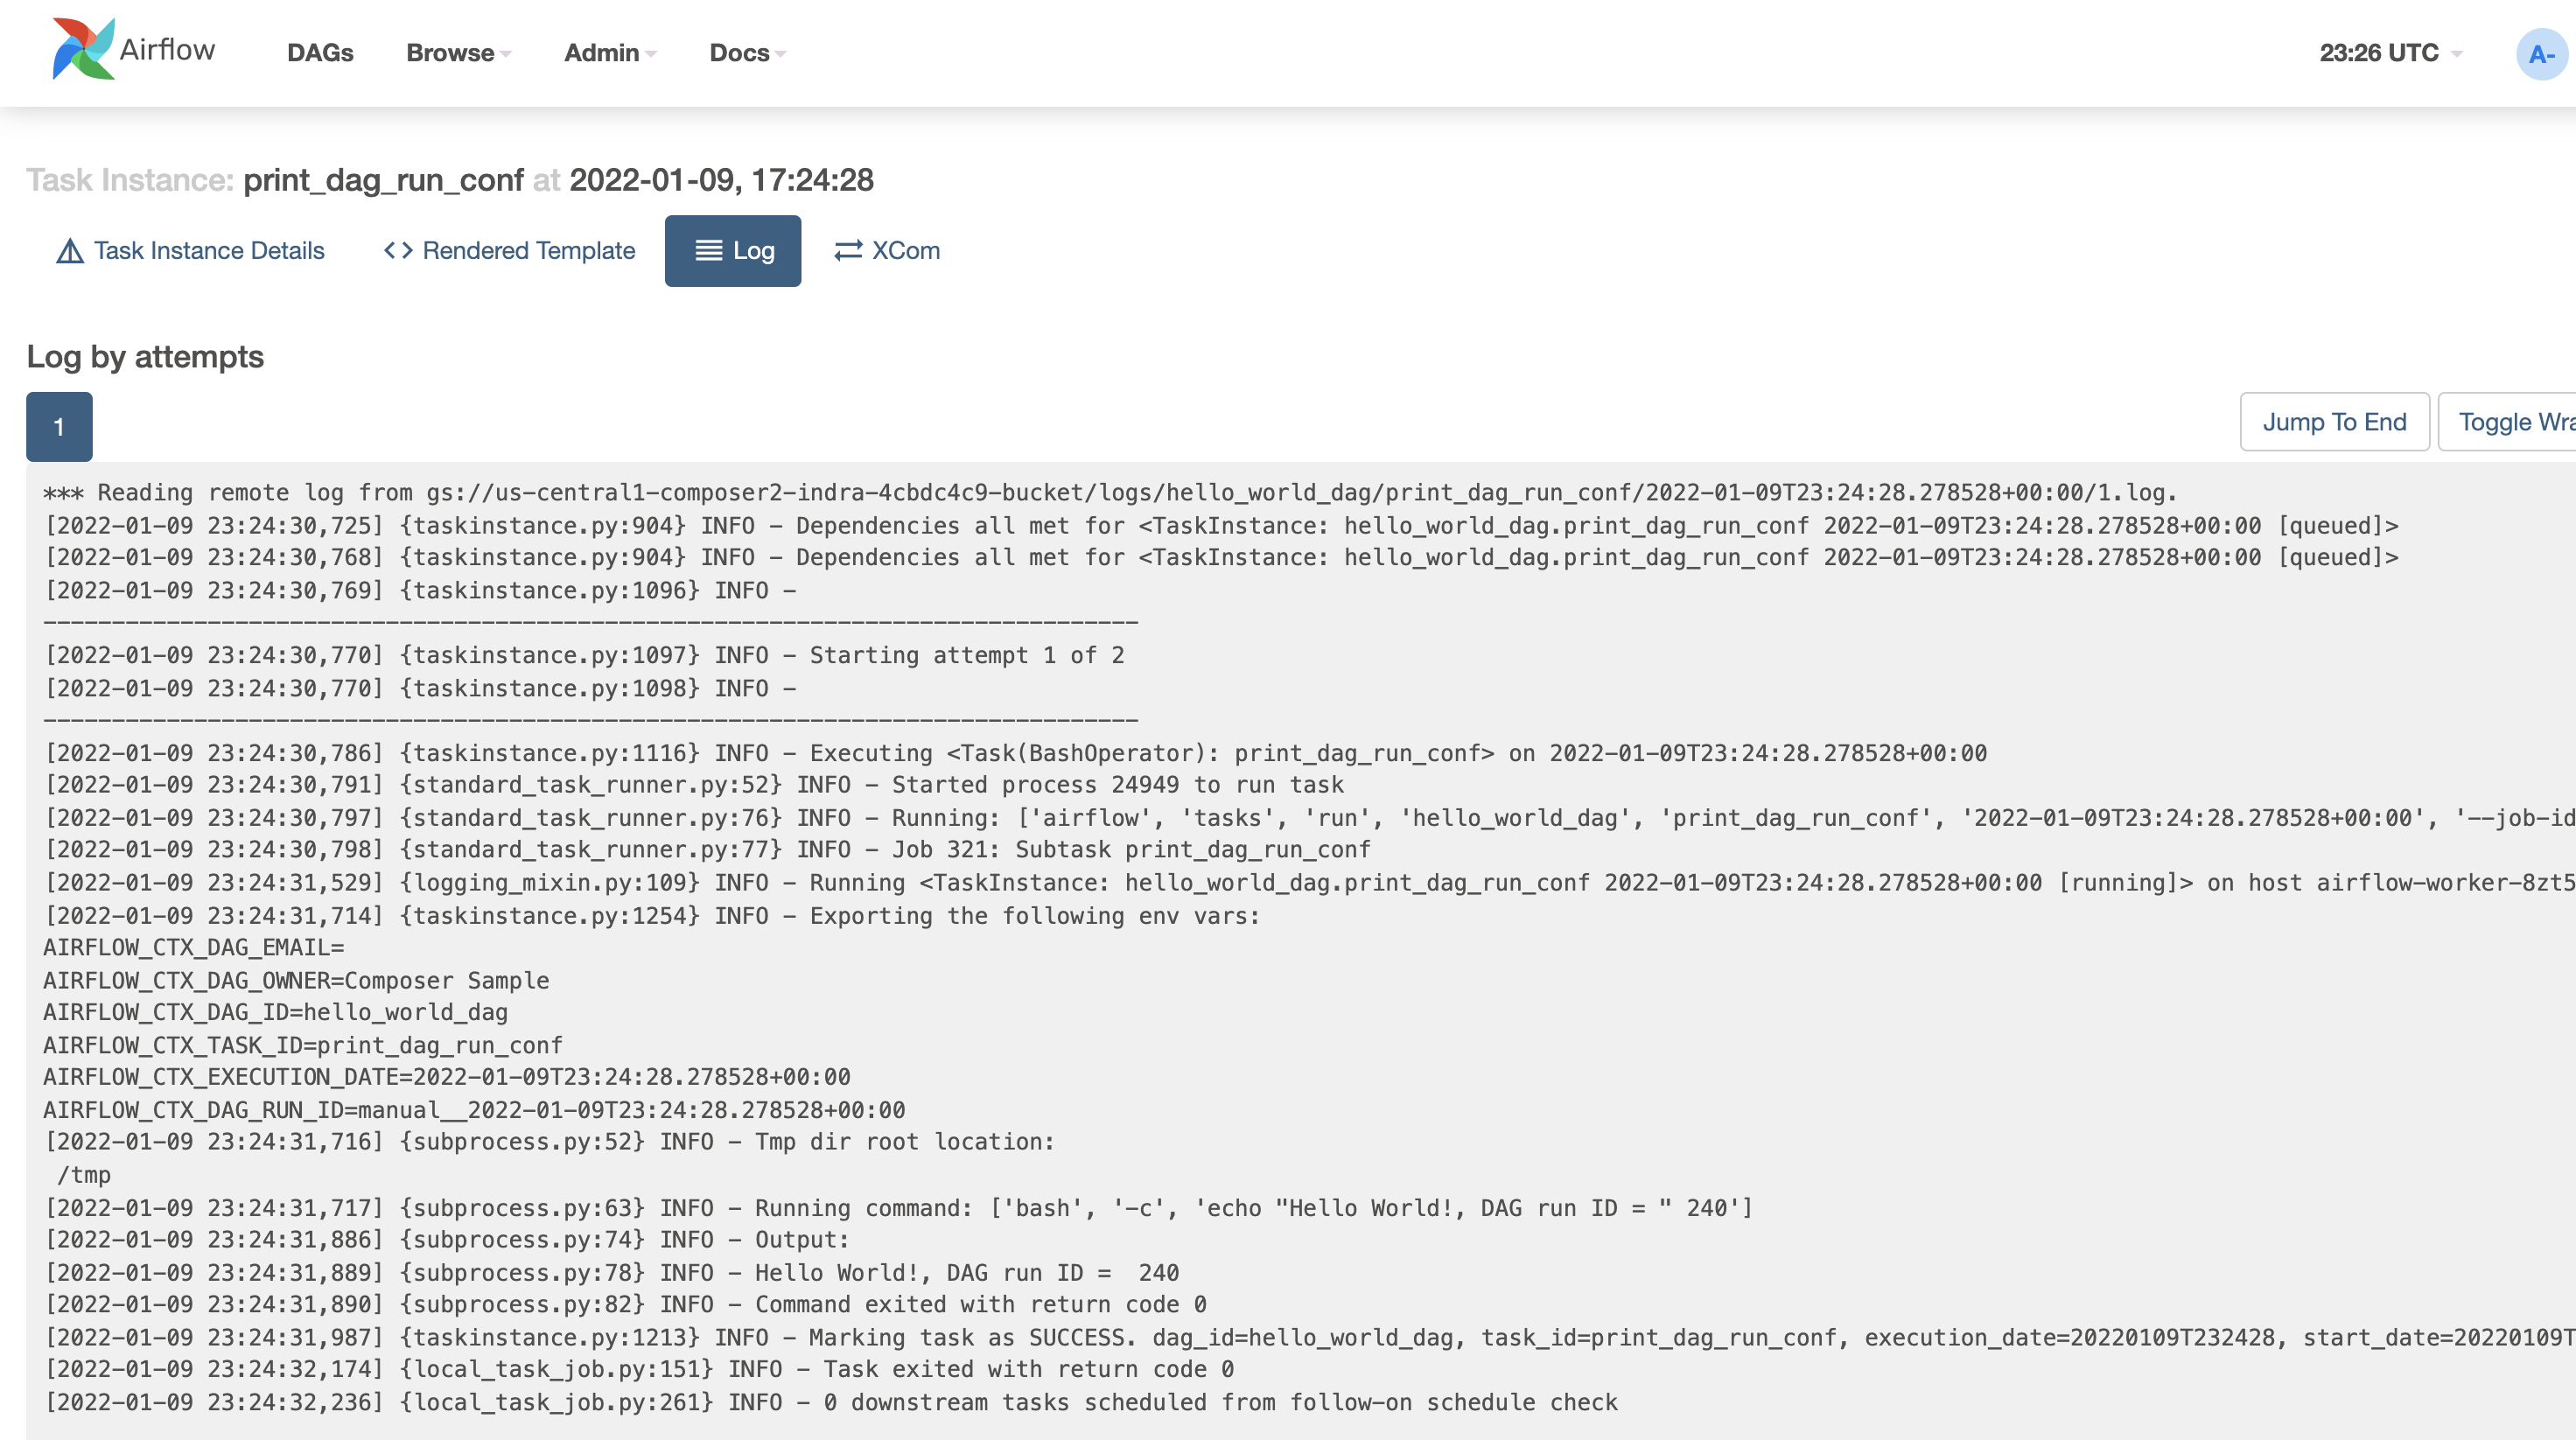 Airflow DAGs Browse Admin Docs 23:26 UTC A-
Task Instance: print_dag_run_conf at 2022-01-09, 17:24:28
Task Instance Details <> Rendered Template Log XCom
Log by attempts
1 Jump To End Toggle Wra
*** Reading remote log from gs://us-central1-composer2-indra-4cbdc4c9-bucket/logs/hello_world_dag/print_dag_run_conf/2022-01-09T23:24:28.278528+00:00/1.log.
[2022-01-09 23:24:30,725] {taskinstance.py:904} INFO - Dependencies all met for <TaskInstance: hello_world_dag.print_dag_run_conf 2022-01-09T23:24:28.278528+00:00 [queued]>
[2022-01-09 23:24:30,768] {taskinstance.py:904} INFO - Dependencies all met for <TaskInstance: hello_world_dag.print_dag_run_conf 2022-01-09T23:24:28.278528+00:00 [queued]>
[2022-01-09 23:24:30,769] {taskinstance.py:1096} INFO -
--------------------------------------------------------------------------------
[2022-01-09 23:24:30,770] {taskinstance.py:1097} INFO - Starting attempt 1 of 2
[2022-01-09 23:24:30,770] {taskinstance.py:1098} INFO -
--------------------------------------------------------------------------------
[2022-01-09 23:24:30,786] {taskinstance.py:1116} INFO - Executing <Task(BashOperator): print_dag_run_conf> on 2022-01-09T23:24:28.278528+00:00
[2022-01-09 23:24:30,791] {standard_task_runner.py:52} INFO - Started process 24949 to run task
[2022-01-09 23:24:30,797] {standard_task_runner.py:76} INFO - Running: ['airflow', 'tasks', 'run', 'hello_world_dag', 'print_dag_run_conf', '2022-01-09T23:24:28.278528+00:00', '--job-id
[2022-01-09 23:24:30,798] {standard_task_runner.py:77} INFO - Job 321: Subtask print_dag_run_conf
[2022-01-09 23:24:31,529] {logging_mixin.py:109} INFO - Running <TaskInstance: hello_world_dag.print_dag_run_conf 2022-01-09T23:24:28.278528+00:00 [running]> on host airflow-worker-8zt5
[2022-01-09 23:24:31,714] {taskinstance.py:1254} INFO - Exporting the following env vars:
AIRFLOW_CTX_DAG_EMAIL=
AIRFLOW_CTX_DAG_OWNER=Composer Sample
AIRFLOW_CTX_DAG_ID=hello_world_dag
AIRFLOW_CTX_TASK_ID=print_dag_run_conf
AIRFLOW_CTX_EXECUTION_DATE=2022-01-09T23:24:28.278528+00:00
AIRFLOW_CTX_DAG_RUN_ID=manual__2022-01-09T23:24:28.278528+00:00
[2022-01-09 23:24:31,716] {subprocess.py:52} INFO - Tmp dir root location:
/tmp
[2022-01-09 23:24:31,717] {subprocess.py:63} INFO - Running command: ['bash', '-c', 'echo "Hello World!, DAG run ID = " 240']
[2022-01-09 23:24:31,886] {subprocess.py:74} INFO - Output:
[2022-01-09 23:24:31,889] {subprocess.py:78} INFO - Hello World!, DAG run ID =  240
[2022-01-09 23:24:31,890] {subprocess.py:82} INFO - Command exited with return code 0
[2022-01-09 23:24:31,987] {taskinstance.py:1213} INFO - Marking task as SUCCESS. dag_id=hello_world_dag, task_id=print_dag_run_conf, execution_date=20220109T232428, start_date=20220109T
[2022-01-09 23:24:32,174] {local_task_job.py:151} INFO - Task exited with return code 0
[2022-01-09 23:24:32,236] {local_task_job.py:261} INFO - 0 downstream tasks scheduled from follow-on schedule check